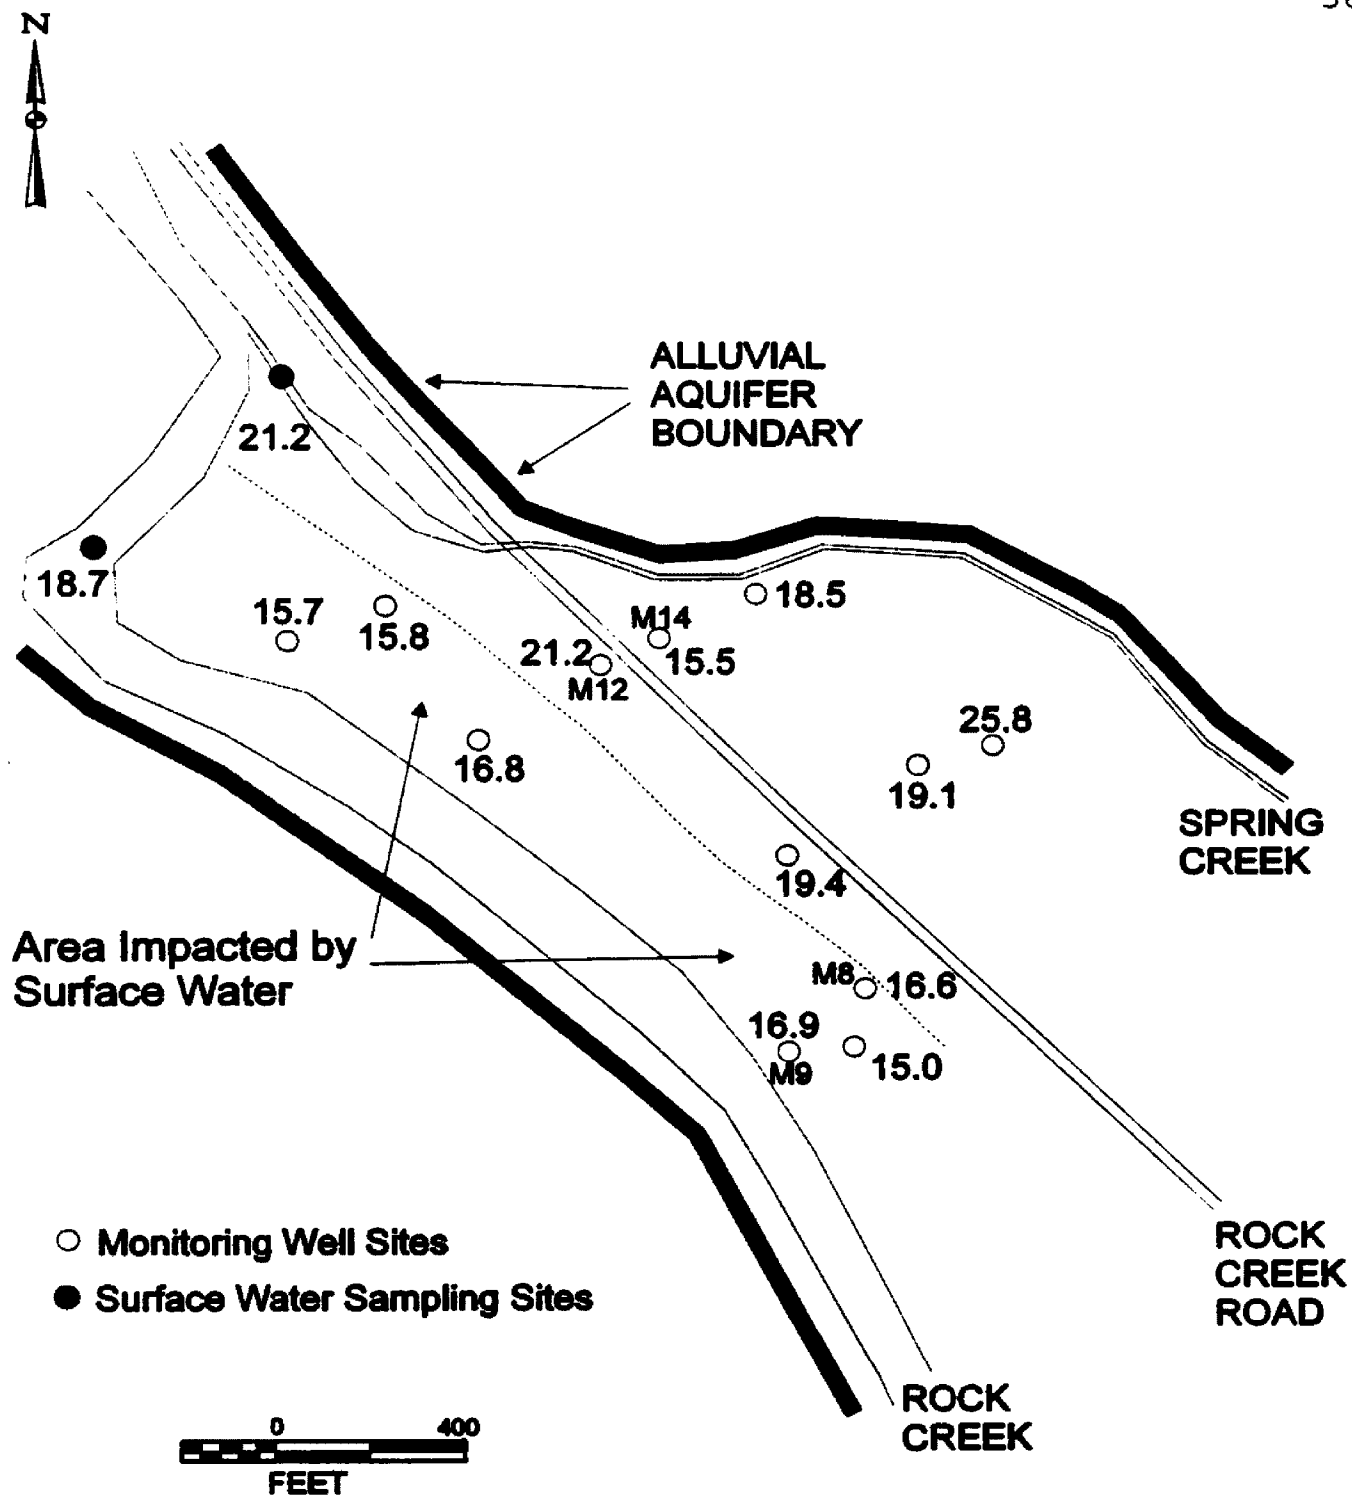 N
ALLUVIAL
AQUIFER
BOUNDARY
21.2
18.7
15.7
15.8
M14
18.5
21.2
15.5
M12
25.8
16.8
19.1
SPRING
CREEK
19.4
Area Impacted by
Surface Water
M8 16.6
16.9
M9
15.0
Monitoring Well Sites
Surface Water Sampling Sites
ROCK
CREEK
ROAD
ROCK
CREEK
0 400
FEET